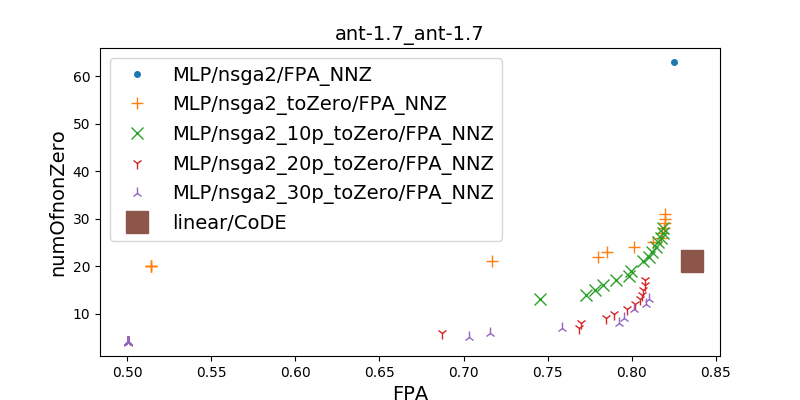 ant-1.7_ant-1.7
numOfnonZero
60
50
40
30
20
10
MLP/nsga2/FPA_NNZ
MLP/nsga2_toZero/FPA_NNZ
MLP/nsga2_10p_toZero/FPA_NNZ
MLP/nsga2_20p_toZero/FPA_NNZ
MLP/nsga2_30p_toZero/FPA_NNZ
linear/CoDE
0.50 0.55 0.60 0.65 0.70 0.75 0.80 0.85
FPA